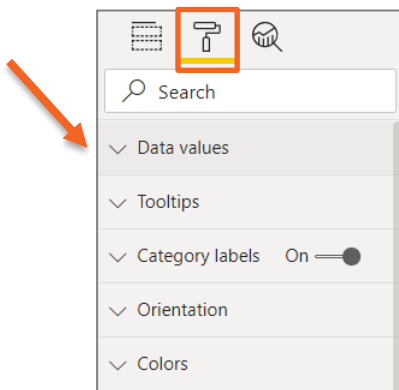 Search
Data values
Tooltips
Category labels On
Orientation
Colors